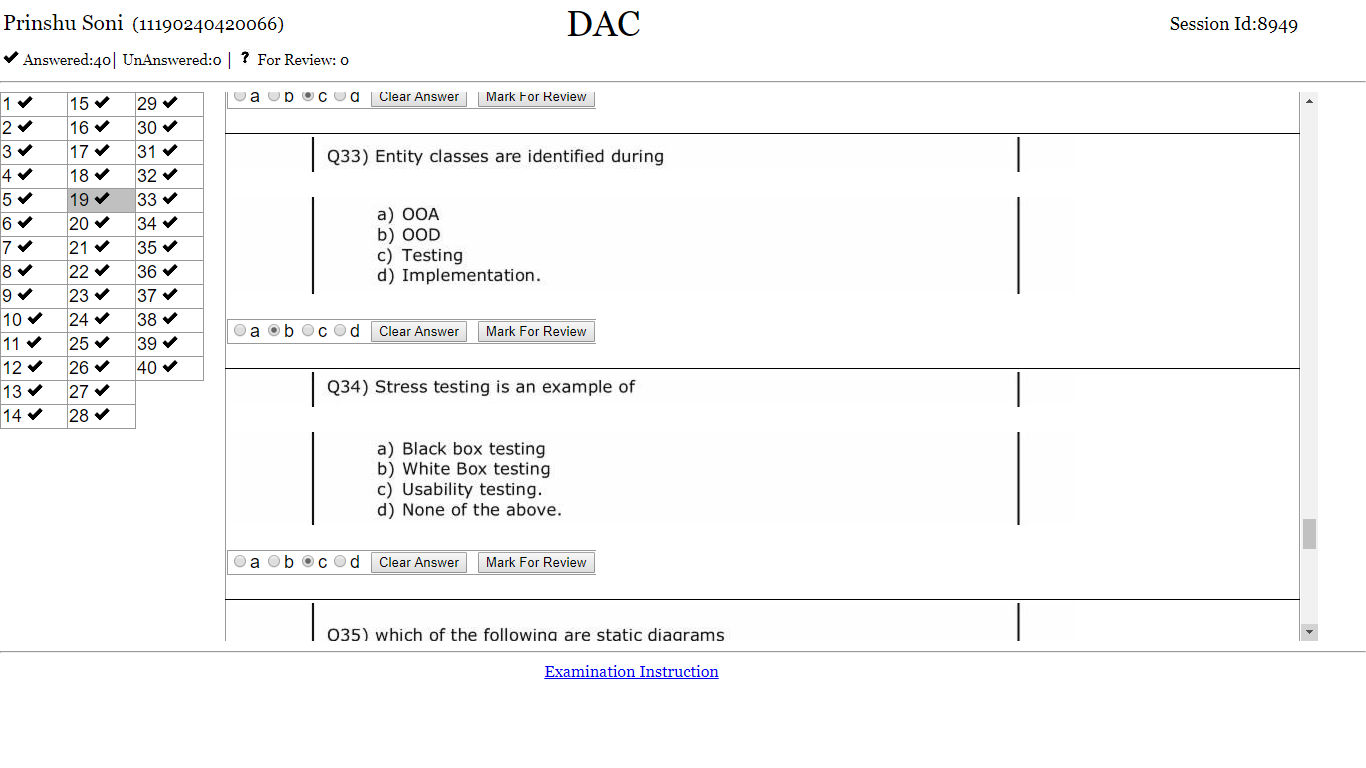 Prinshu Soni (11190240420066)
DAC
Session Id:8949
✔ Answered:40| UnAnswered:0 | ? For Review: 0
1 ✔ 15 ✔ 29 ✔
2 ✔ 16 ✔ 30 ✔
3 ✔ 17 ✔ 31 ✔
4 ✔ 18 ✔ 32 ✔
5 ✔ 19 ✔ 33 ✔
6 ✔ 20 ✔ 34 ✔
7 ✔ 21 ✔ 35 ✔
8 ✔ 22 ✔ 36 ✔
9 ✔ 23 ✔ 37 ✔
10 ✔ 24 ✔ 38 ✔
11 ✔ 25 ✔ 39 ✔
12 ✔ 26 ✔ 40 ✔
13 ✔ 27 ✔
14 ✔ 28 ✔
a b c d Clear Answer Mark For Review
Q33) Entity classes are identified during
a) OOA
b) OOD
c) Testing
d) Implementation.
a b c d Clear Answer Mark For Review
Q34) Stress testing is an example of
a) Black box testing
b) White Box testing
c) Usability testing.
d) None of the above.
a b c d Clear Answer Mark For Review
Q35) which of the following are static diagrams
Examination Instruction